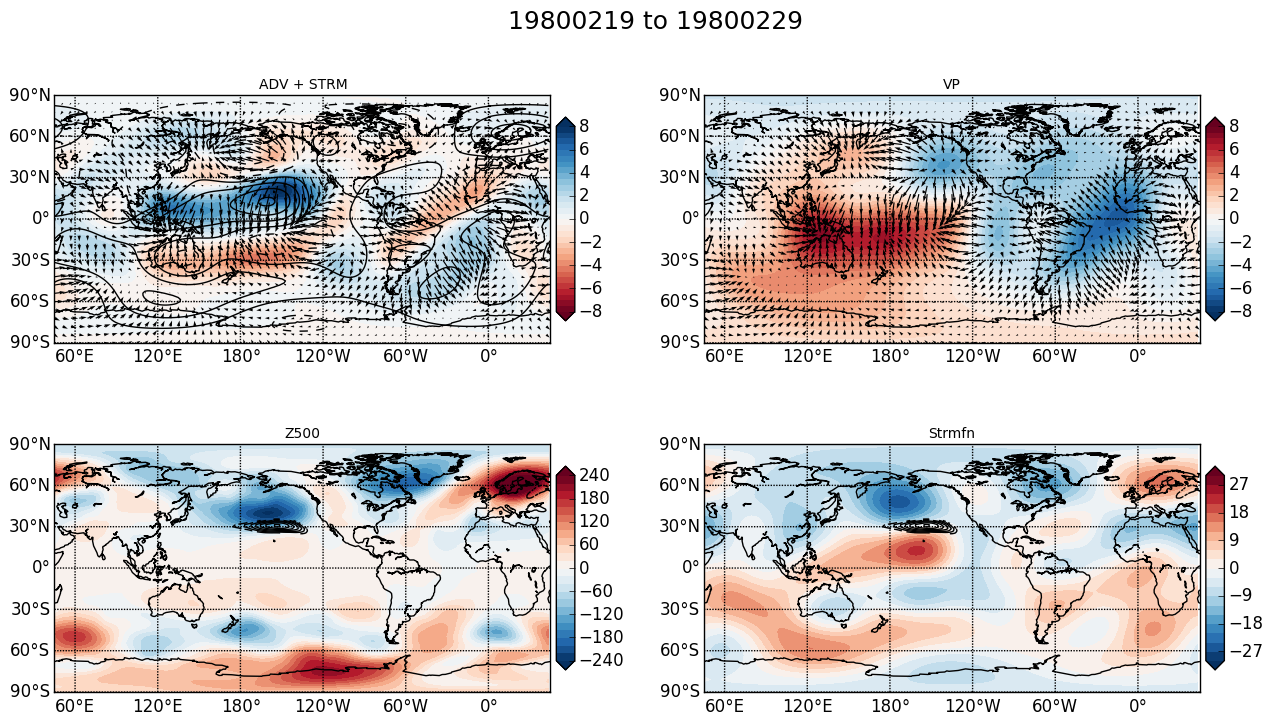 19800219 to 19800229
ADV + STRM
90°N
60°N
30°N
0°
30°S
60°S
90°S
60°E 120°E 180° 120°W 60°W 0°
8
6
4
2
0
−2
−4
−6
−8
VP
90°N
60°N
30°N
0°
30°S
60°S
90°S
60°E 120°E 180° 120°W 60°W 0°
8
6
4
2
0
−2
−4
−6
−8
Z500
90°N
60°N
30°N
0°
30°S
60°S
90°S
60°E 120°E 180° 120°W 60°W 0°
240
180
120
60
0
−60
−120
−180
−240
Strmfn
90°N
60°N
30°N
0°
30°S
60°S
90°S
60°E 120°E 180° 120°W 60°W 0°
27
18
9
0
−9
−18
−27